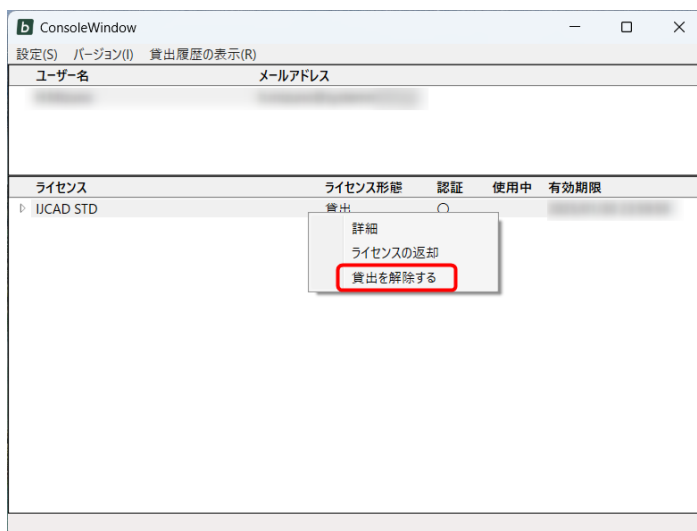 b ConsoleWindow
設定(S) バージョン(I) 貸出履歴の表示(R)
ユーザー名 メールアドレス
ライセンス ライセンス形態 認証 使用中 有効期限
IJCAD STD 貸出 ○
詳細
ライセンスの返却
貸出を解除する